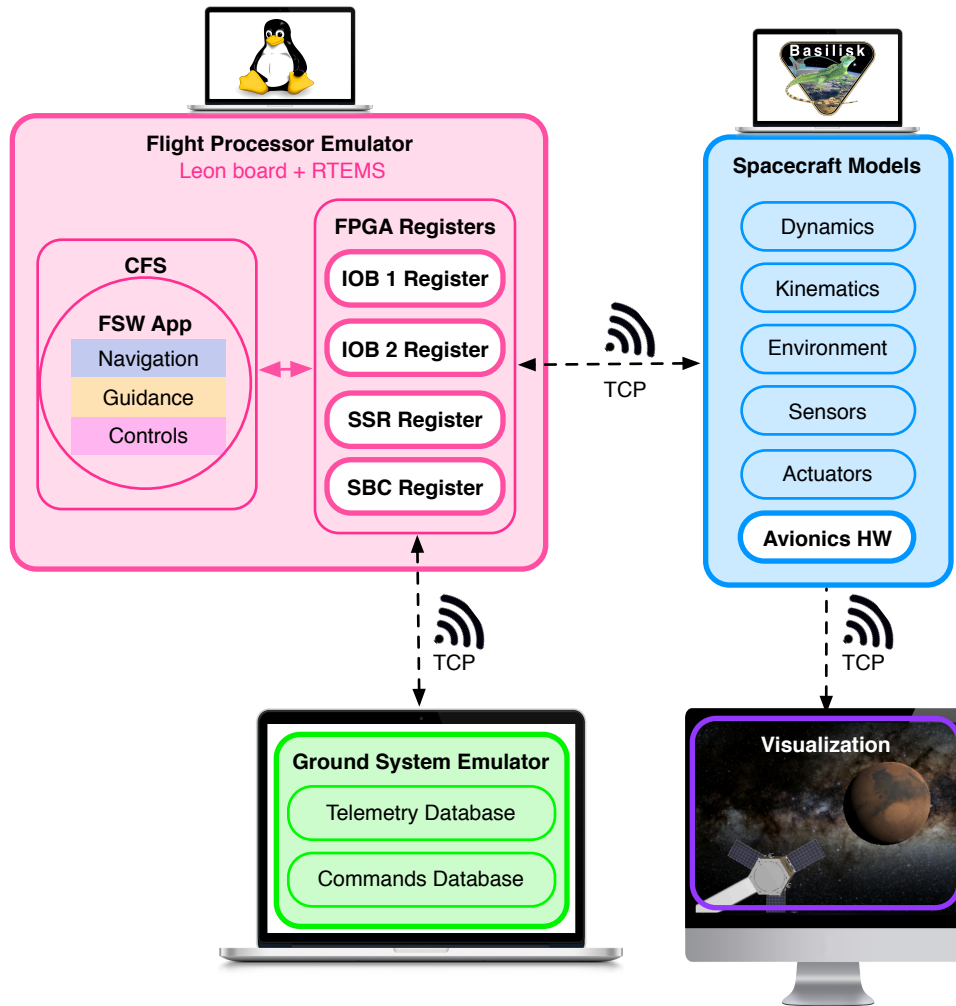 Basilisk
Flight Processor Emulator
Leon board + RTEMS
CFS
FSW App
Navigation
Guidance
Controls
FPGA Registers
IOB 1 Register
IOB 2 Register
SSR Register
SBC Register
TCP
Spacecraft Models
Dynamics
Kinematics
Environment
Sensors
Actuators
Avionics HW
TCP
TCP
Ground System Emulator
Telemetry Database
Commands Database
Visualization